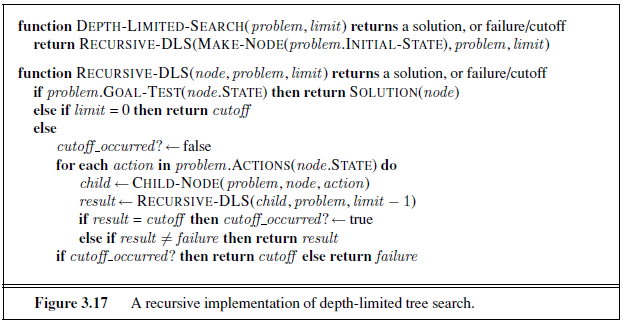 function DEPTH-LIMITED-SEARCH(problem, limit) returns a solution, or failure/cutoff
return RECURSIVE-DLS(MAKE-NODE(problem.INITIAL-STATE), problem, limit)
function RECURSIVE-DLS(node, problem, limit) returns a solution, or failure/cutoff
if problem.GOAL-TEST(node.STATE) then return SOLUTION(node)
else if limit = 0 then return cutoff
else
cutoff_occurred? ← false
for each action in problem.ACTIONS(node.STATE) do
child ← CHILD-NODE(problem, node, action)
result ← RECURSIVE-DLS(child, problem, limit − 1)
if result = cutoff then cutoff_occurred? ← true
else if result ≠ failure then return result
if cutoff_occurred? then return cutoff else return failure
Figure 3.17 A recursive implementation of depth-limited tree search.